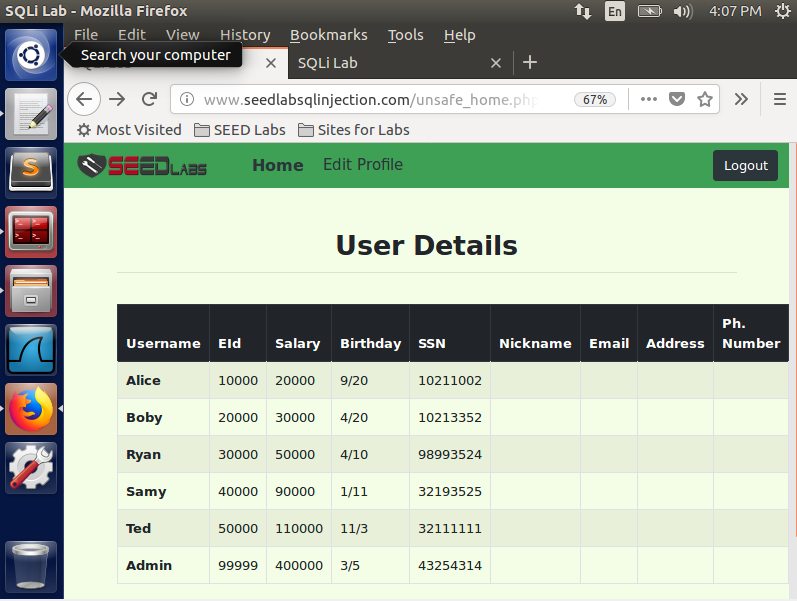 SQLi Lab - Mozilla Firefox
En
4:07 PM
File Edit View History Bookmarks Tools Help
Search your computer
SQLi Lab
www.seedlabsqlinjection.com/unsafe_home.php
67%
Most Visited
SEED Labs
Sites for Labs
SEEDLABS
Home
Edit Profile
Logout
User Details
Username EId Salary Birthday SSN Nickname Email Address Ph. Number
Alice 10000 20000 9/20 10211002
Boby 20000 30000 4/20 10213352
Ryan 30000 50000 4/10 98993524
Samy 40000 90000 1/11 32193525
Ted 50000 110000 11/3 32111111
Admin 99999 400000 3/5 43254314